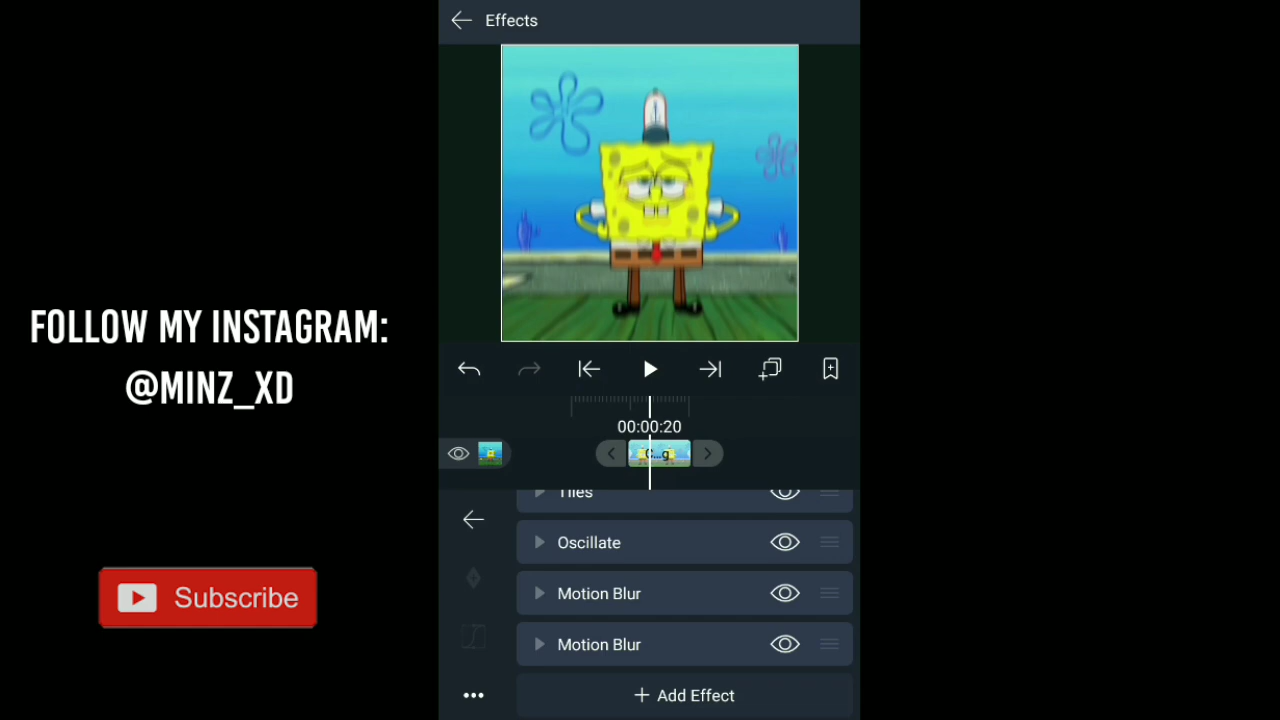 Effects
FOLLOW MY INSTAGRAM:
@MINZ_XD
Subscribe
00:00:20
C...g
Tiles
Oscillate
Motion Blur
Motion Blur
+ Add Effect